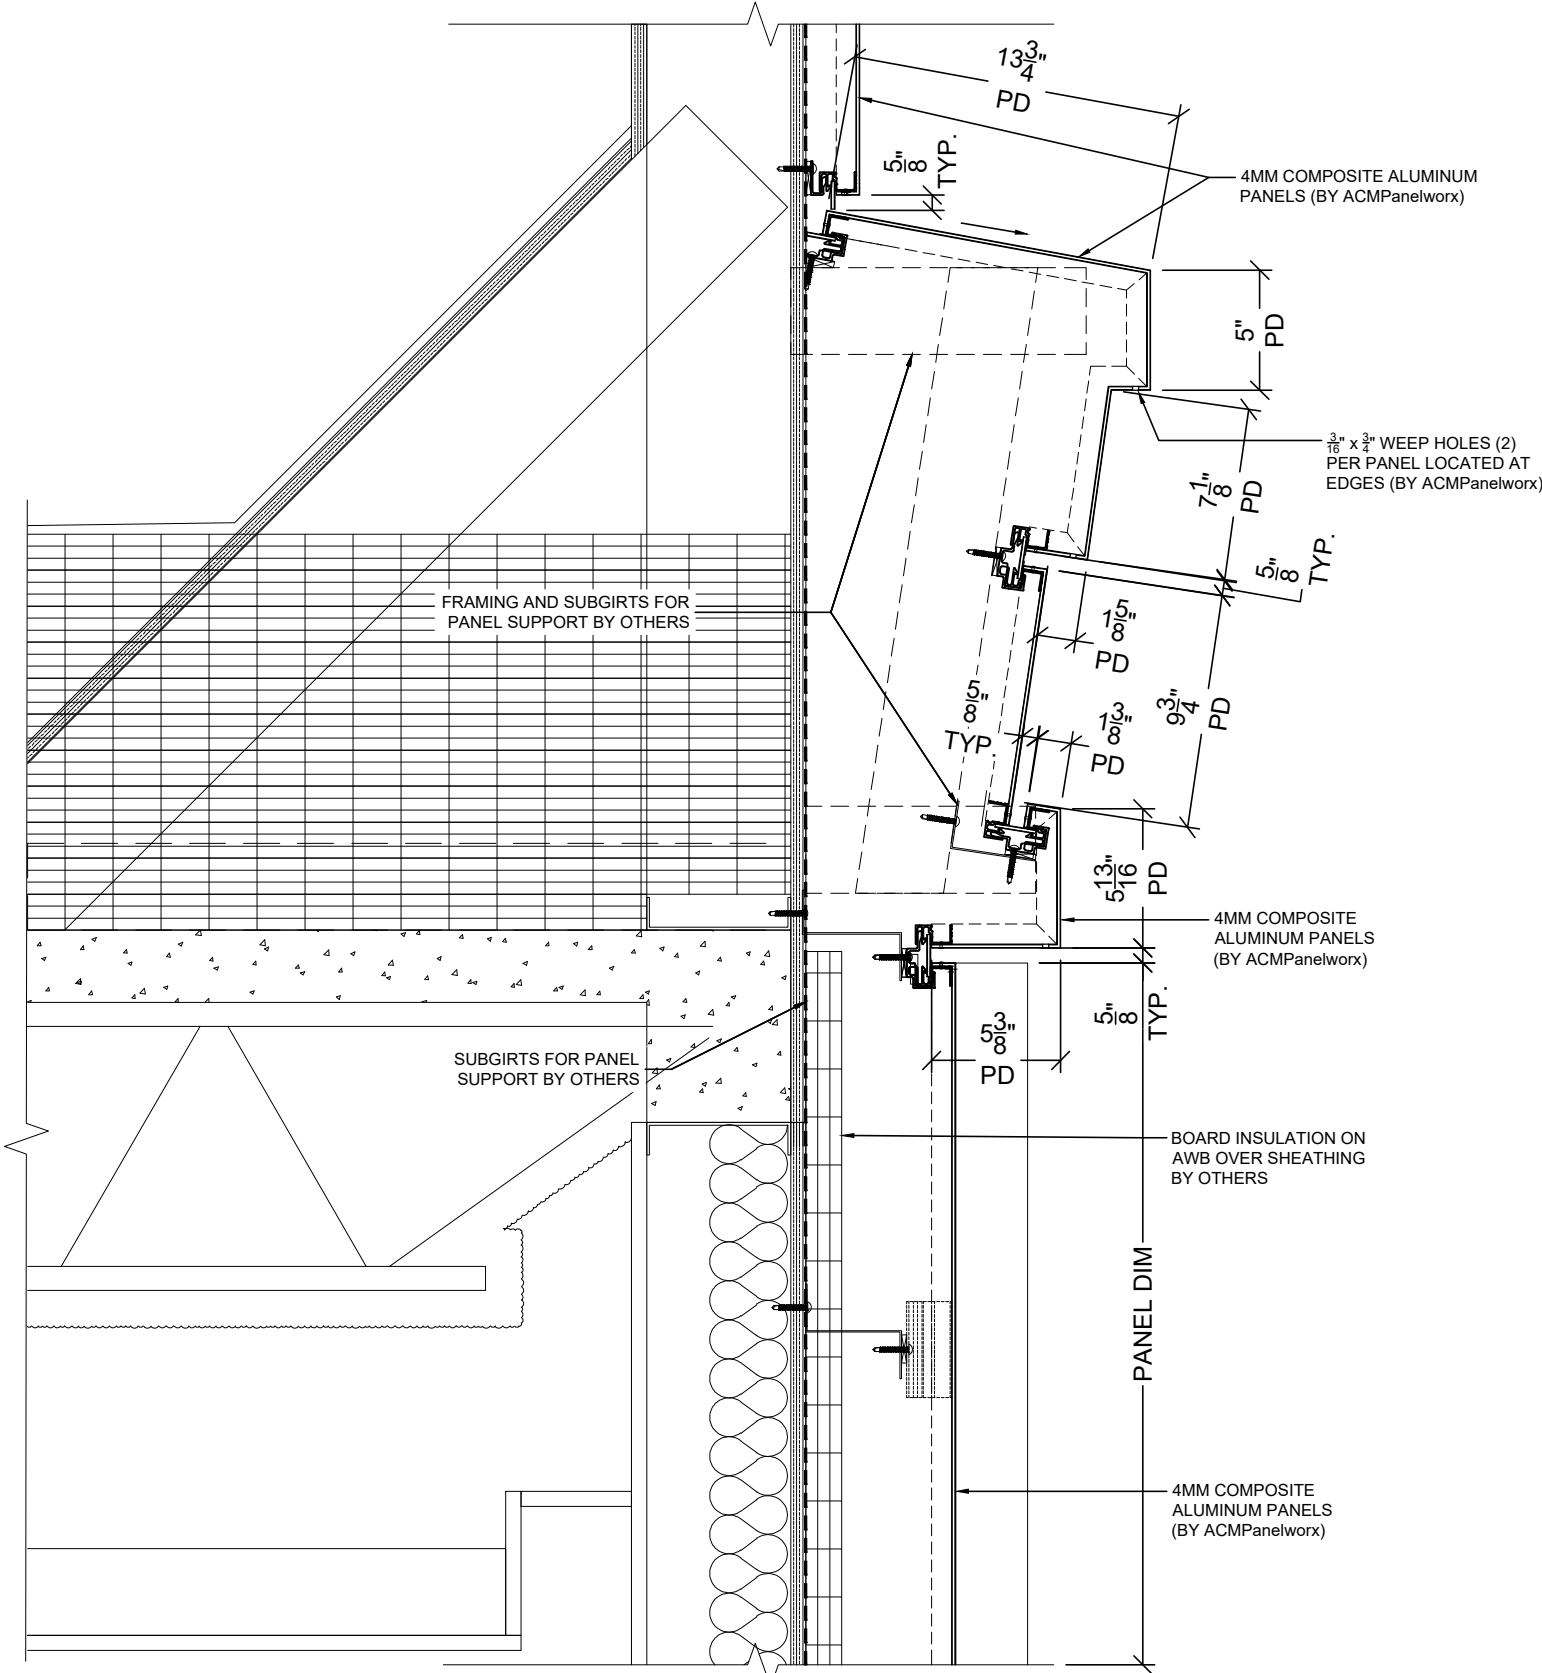 13 3/4"
PD
5/8"
TYP.
4MM COMPOSITE ALUMINUM
PANELS (BY ACMPanelworx)
5"
PD
3/16" x 3/4" WEEP HOLES (2)
PER PANEL LOCATED AT
EDGES (BY ACMPanelworx)
7 1/8"
PD
5/8"
TYP.
FRAMING AND SUBGIRTS FOR
PANEL SUPPORT BY OTHERS
1 5/8"
PD
9 3/4"
PD
5/8"
TYP.
1 3/8"
PD
5 13/16"
PD
4MM COMPOSITE
ALUMINUM PANELS
(BY ACMPanelworx)
5/8"
TYP.
5 3/8"
PD
SUBGIRTS FOR PANEL
SUPPORT BY OTHERS
BOARD INSULATION ON
AWB OVER SHEATHING
BY OTHERS
PANEL DIM
4MM COMPOSITE
ALUMINUM PANELS
(BY ACMPanelworx)